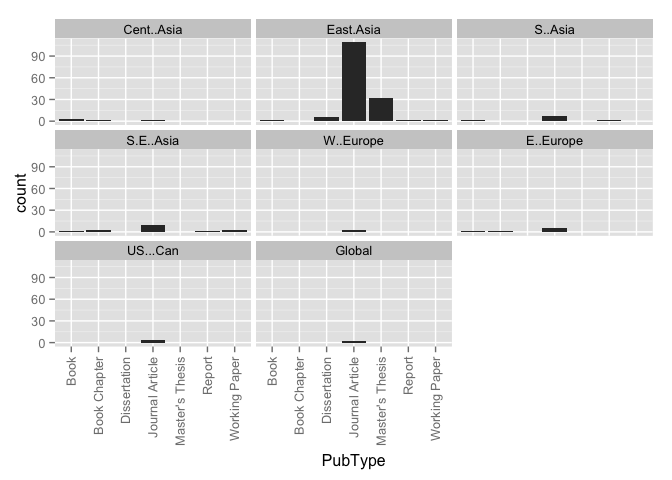 Cent..Asia
East.Asia
S..Asia
90
60
30
0
S.E..Asia
W..Europe
E..Europe
90
60
30
0
US...Can
Global
90
60
30
0
count
Book
Book Chapter
Dissertation
Journal Article
Master's Thesis
Report
Working Paper
Book
Book Chapter
Dissertation
Journal Article
Master's Thesis
Report
Working Paper
PubType